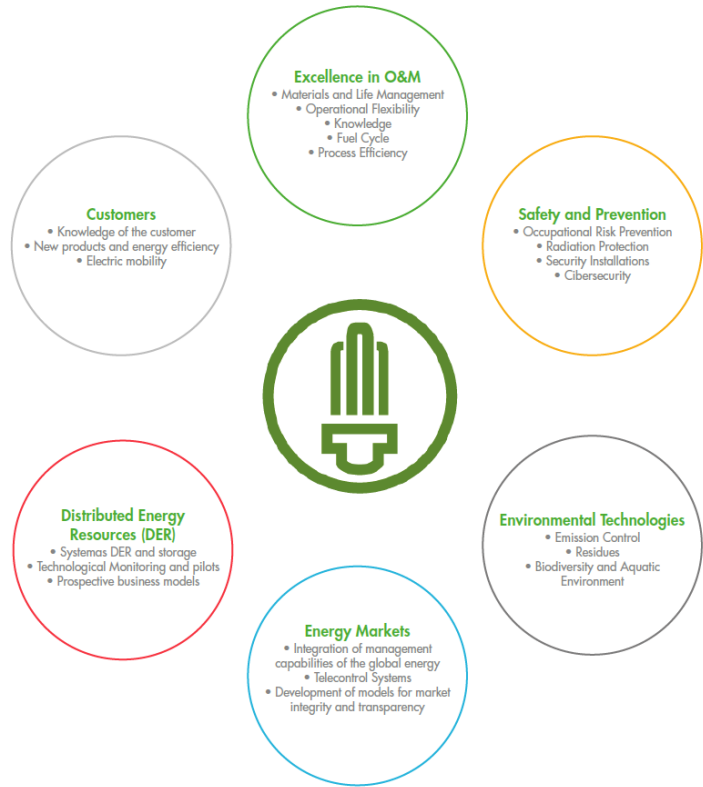 Excellence in O&M
• Materials and Life Management
• Operational Flexibility
• Knowledge
• Fuel Cycle
• Process Efficiency
Customers
• Knowledge of the customer
• New products and energy efficiency
• Electric mobility
Safety and Prevention
• Occupational Risk Prevention
• Radiation Protection
• Security Installations
• Cibersecurity
Distributed Energy
Resources (DER)
• Systemas DER and storage
• Technological Monitoring and pilots
• Prospective business models
Environmental Technologies
• Emission Control
• Residues
• Biodiversity and Aquatic
Environment
Energy Markets
• Integration of management
capabilities of the global energy
• Telecontrol Systems
• Development of models for market
integrity and transparency